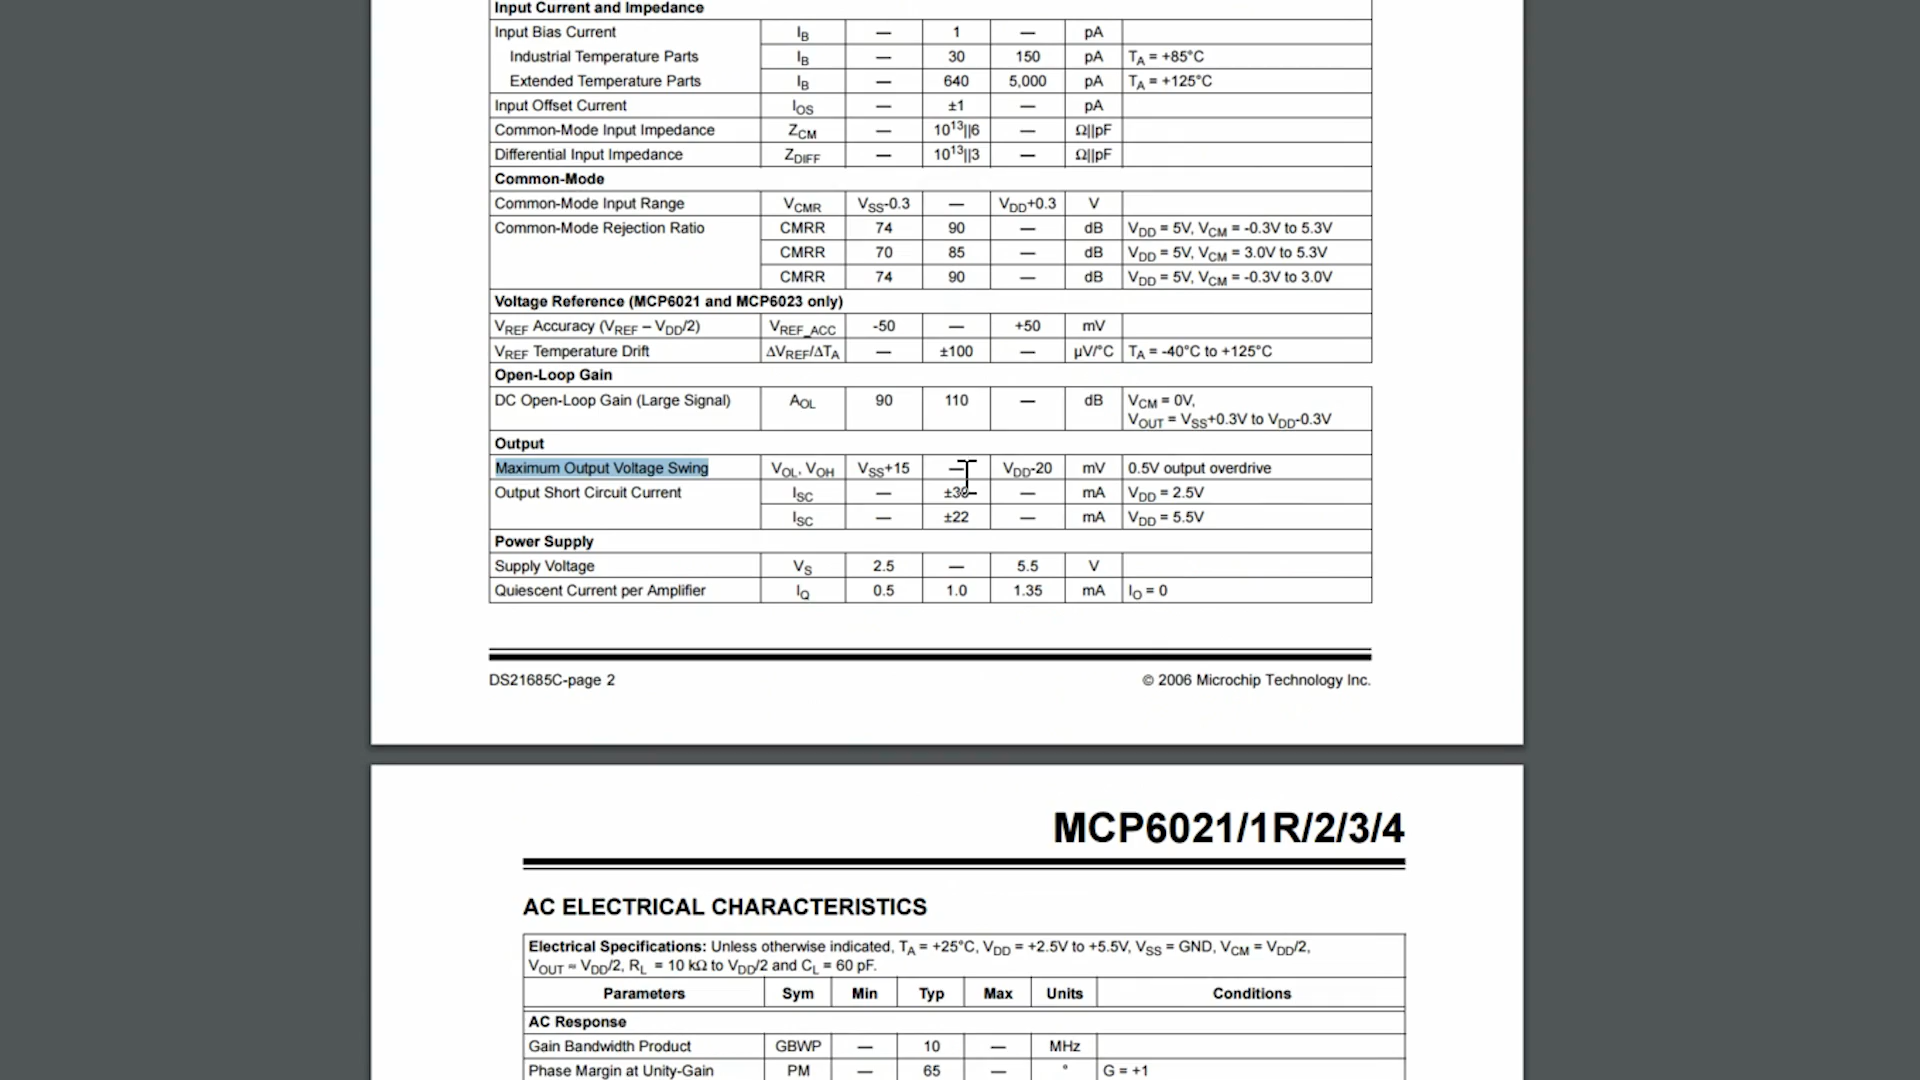 Input Current and Impedance
Input Bias Current I_B — 1 — pA
Industrial Temperature Parts I_B — 30 150 pA T_A = +85°C
Extended Temperature Parts I_B — 640 5,000 pA T_A = +125°C
Input Offset Current I_OS — ±1 — pA
Common-Mode Input Impedance Z_CM — 10^13||6 — Ω||pF
Differential Input Impedance Z_DIFF — 10^13||3 — Ω||pF
Common-Mode
Common-Mode Input Range V_CMR V_SS-0.3 — V_DD+0.3 V
Common-Mode Rejection Ratio CMRR 74 90 — dB V_DD = 5V, V_CM = -0.3V to 5.3V
CMRR 70 85 — dB V_DD = 5V, V_CM = 3.0V to 5.3V
CMRR 74 90 — dB V_DD = 5V, V_CM = -0.3V to 3.0V
Voltage Reference (MCP6021 and MCP6023 only)
V_REF Accuracy (V_REF – V_DD/2) V_REF_ACC -50 — +50 mV
V_REF Temperature Drift ΔV_REF/ΔT_A — ±100 — µV/°C T_A = -40°C to +125°C
Open-Loop Gain
DC Open-Loop Gain (Large Signal) A_OL 90 110 — dB V_CM = 0V,
V_OUT = V_SS+0.3V to V_DD-0.3V
Output
Maximum Output Voltage Swing V_OL, V_OH V_SS+15 — V_DD-20 mV 0.5V output overdrive
Output Short Circuit Current I_SC — — mA V_DD = 2.5V
I_SC — ±22 — mA V_DD = 5.5V
Power Supply
Supply Voltage V_S 2.5 — 5.5 V
Quiescent Current per Amplifier I_Q 0.5 1.0 1.35 mA I_O = 0
DS21685C-page 2 © 2006 Microchip Technology Inc.
MCP6021/1R/2/3/4
AC ELECTRICAL CHARACTERISTICS
Electrical Specifications: Unless otherwise indicated, T_A = +25°C, V_DD = +2.5V to +5.5V, V_SS = GND, V_CM = V_DD/2,
V_OUT ≈ V_DD/2, R_L = 10 kΩ to V_DD/2 and C_L = 60 pF.
Parameters Sym Min Typ Max Units Conditions
AC Response
Gain Bandwidth Product GBWP — 10 — MHz
Phase Margin at Unity-Gain PM — 65 — ° G = +1